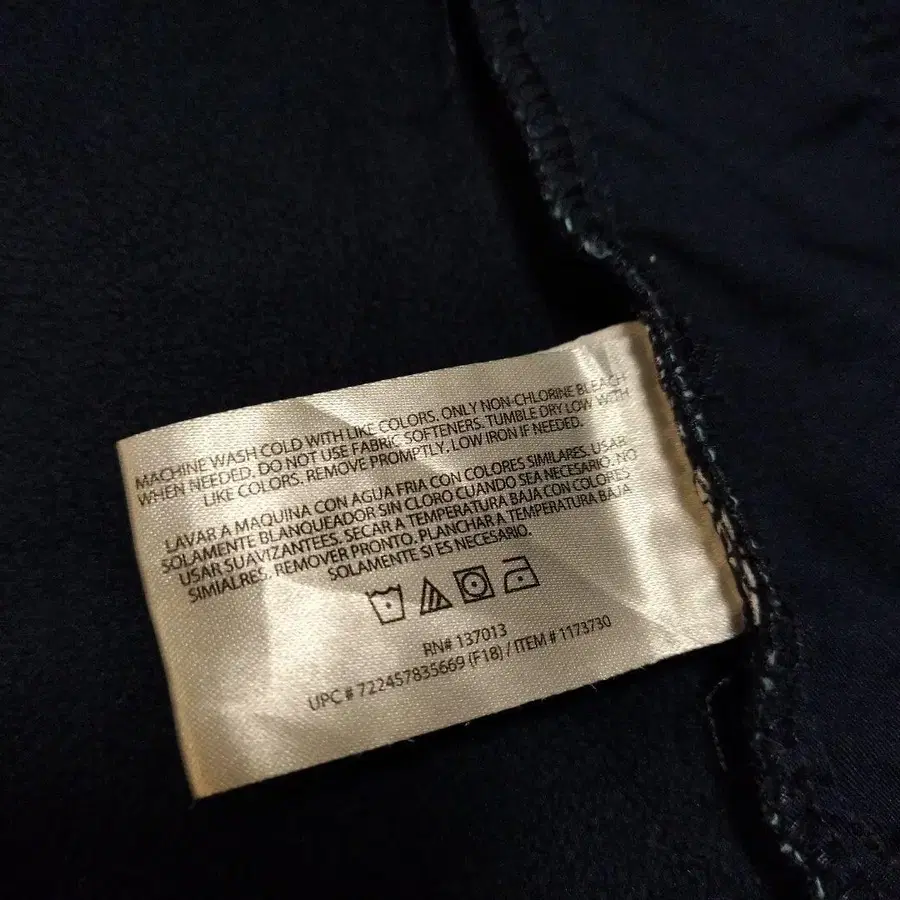 MACHINE WASH COLD WITH LIKE COLORS. ONLY NON-CHLORINE BLEACH
WHEN NEEDED. DO NOT USE FABRIC SOFTENERS. TUMBLE DRY LOW WITH
LIKE COLORS. REMOVE PROMPTLY. LOW IRON IF NEEDED.
LAVAR A MAQUINA CON AGUA FRIA CON COLORES SIMILARES. USAR
SOLAMENTE BLANQUEADOR SIN CLORO CUANDO SEA NECESARIO. NO
USAR SUAVIZANTEES. SECAR A TEMPERATURA BAJA CON COLORES
SIMIALRES. REMOVER PRONTO. PLANCHAR A TEMPERATURA BAJA
SOLAMENTE SI ES NECESARIO.
RN# 137013
UPC # 722457835669 (F18) / ITEM # 1173730